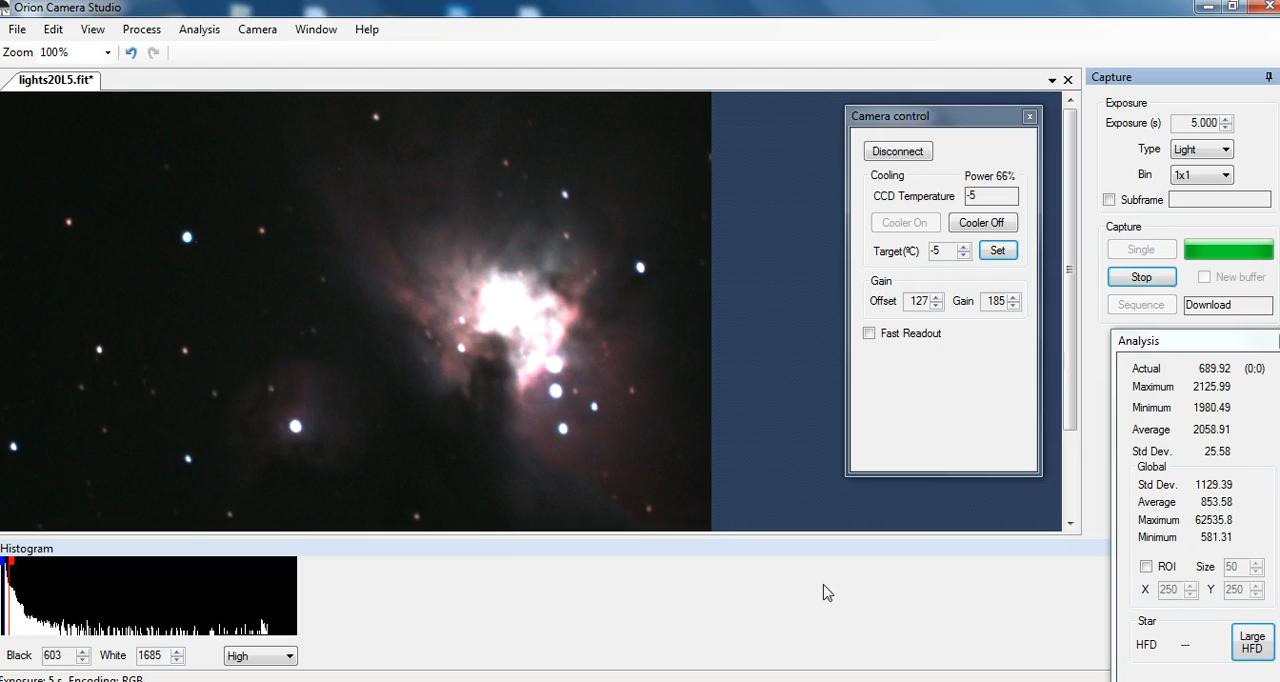 Orion Camera Studio
File Edit View Process Analysis Camera Window Help
Zoom 100%
lights20L5.fit*
Camera control
Disconnect
Cooling Power 66%
CCD Temperature -5
Cooler On Cooler Off
Target(ºC) -5 Set
Gain
Offset 127 Gain 185
Fast Readout
Capture
Exposure
Exposure (s) 5.000
Type Light
Bin 1x1
Subframe
Capture
Single
Stop New buffer
Sequence Download
Analysis
Actual 689.92 (0;0)
Maximum 2125.99
Minimum 1980.49
Average 2058.91
Std Dev. 25.58
Global
Std Dev. 1129.39
Average 853.58
Maximum 62535.8
Minimum 581.31
ROI Size 50
X 250 Y 250
Star
HFD --- Large HFD
Histogram
Black 603 White 1685 High
Exposure: 5 s, Encoding: RGB